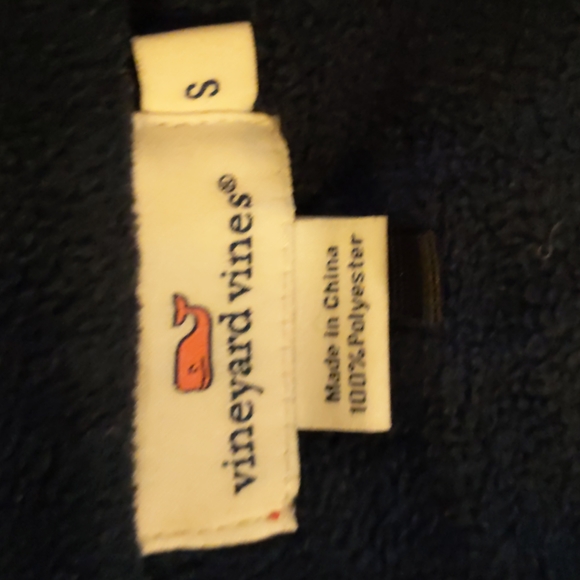 vineyard vines®
S
Made in China
100% Polyester